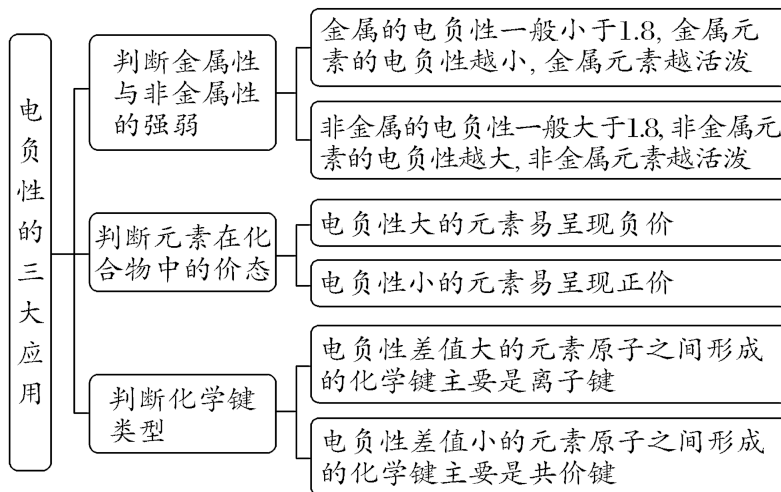 电负性的三大应用
判断金属性
与非金属性
的强弱
金属的电负性一般小于1.8, 金属元
素的电负性越小, 金属元素越活泼
非金属的电负性一般大于1.8, 非金属元
素的电负性越大, 非金属元素越活泼
判断元素在化
合物中的价态
电负性大的元素易呈现负价
电负性小的元素易呈现正价
判断化学键
类型
电负性差值大的元素原子之间形成
的化学键主要是离子键
电负性差值小的元素原子之间形成
的化学键主要是共价键